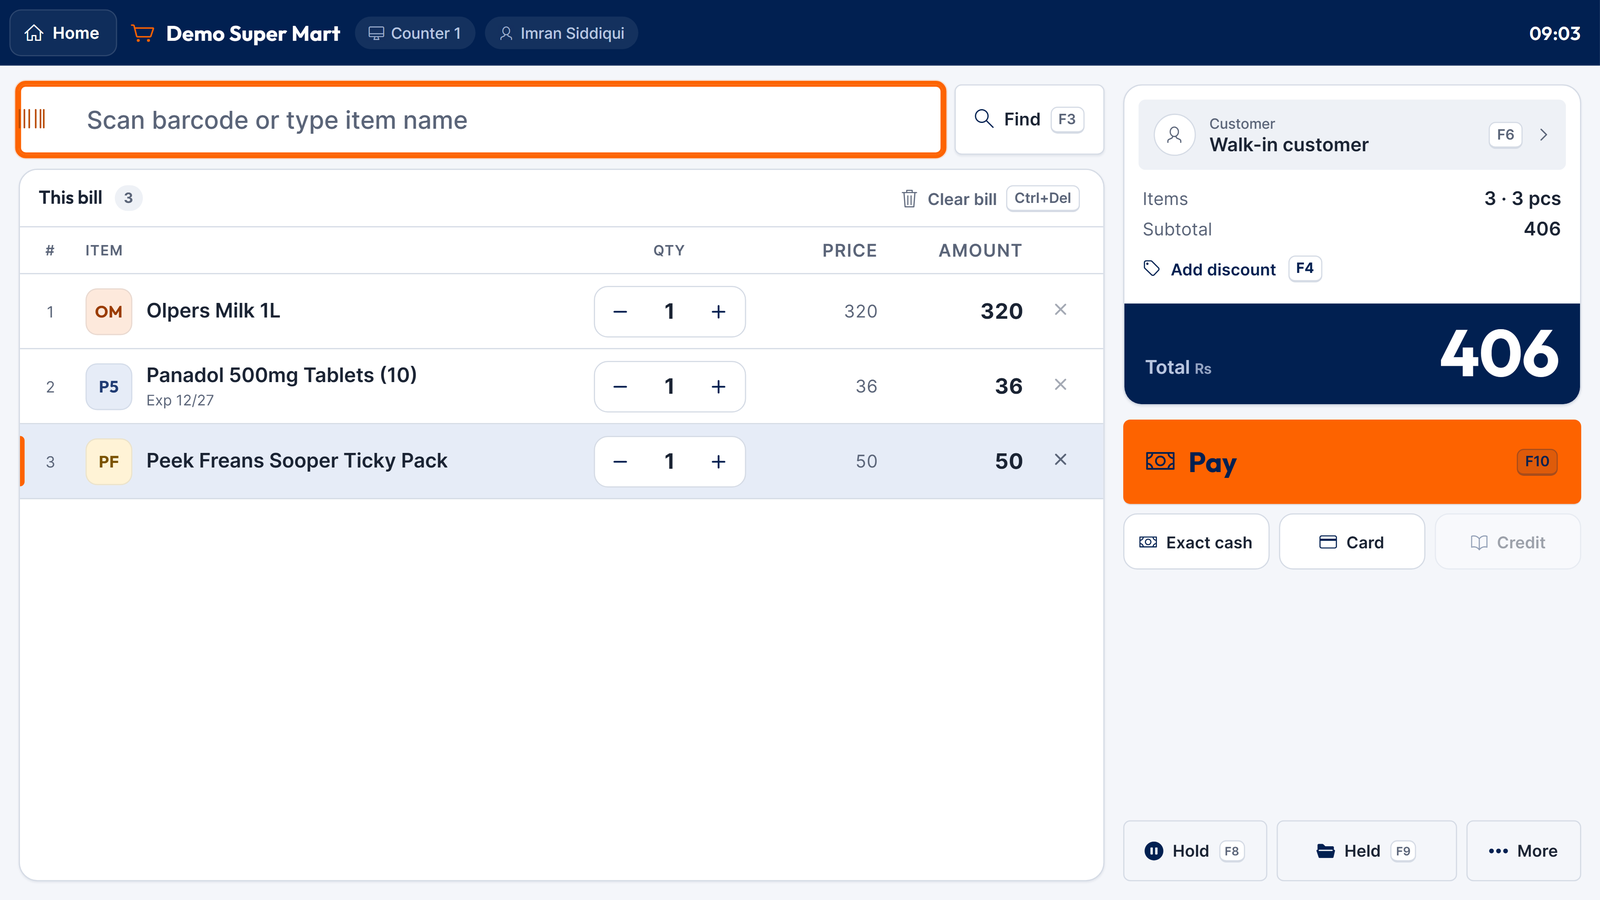 Home
Demo Super Mart
Counter 1
Imran Siddiqui
09:03
Scan barcode or type item name
Find F3
This bill 3
Clear bill Ctrl+Del
# ITEM QTY PRICE AMOUNT
1 OM Olpers Milk 1L − 1 + 320 320 ×
2 P5 Panadol 500mg Tablets (10) − 1 + 36 36 ×
Exp 12/27
3 PF Peek Freans Sooper Ticky Pack − 1 + 50 50 ×
Customer
Walk-in customer F6
Items 3 · 3 pcs
Subtotal 406
Add discount F4
Total Rs 406
Pay F10
Exact cash
Card
Credit
Hold F8
Held F9
More